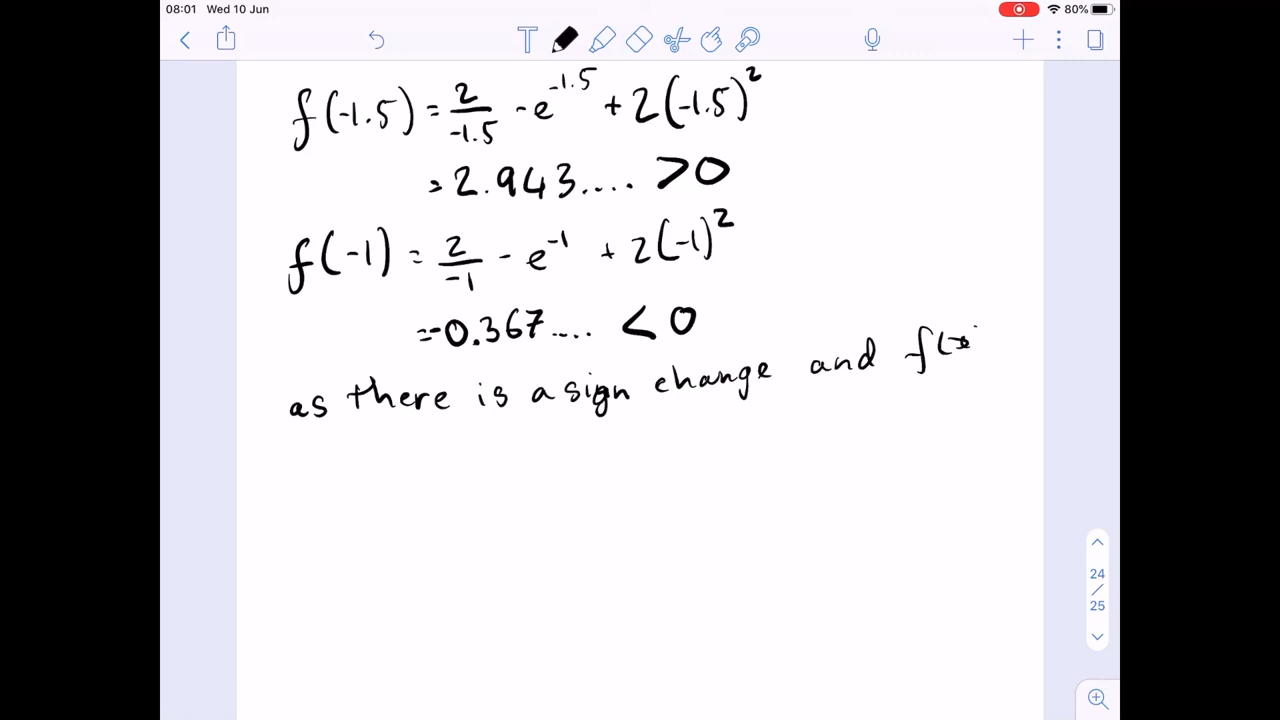 08:01 Wed 10 Jun 80%
T
f(-1.5) = 2/-1.5 - e^-1.5 + 2(-1.5)^2
= 2.943.... >0
f(-1) = 2/-1 - e^-1 + 2(-1)^2
=-0.367.... < 0
as there is a sign change and f(x
24
/
25